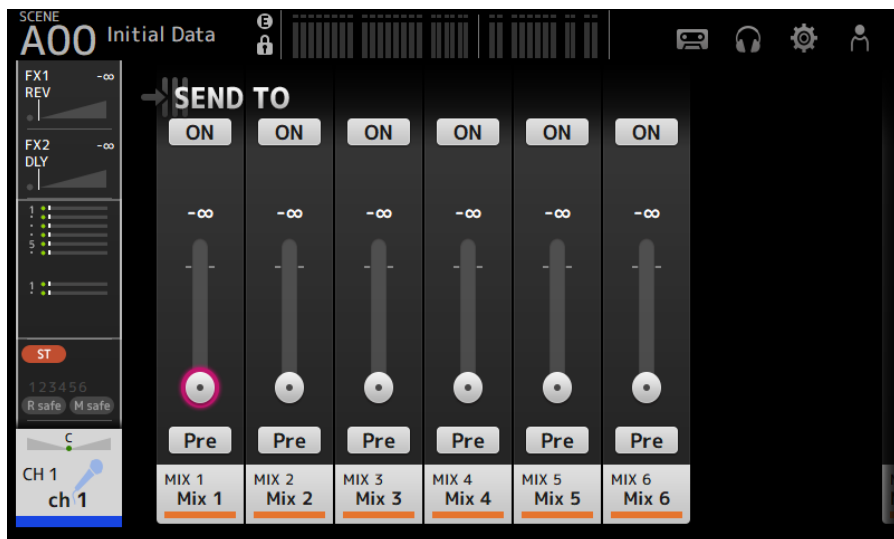 SCENE
A00 Initial Data
E
FX1 -∞
REV
FX2 -∞
DLY
1
5
1
ST
123456
R safe M safe
C
CH 1
ch 1
SEND TO
ON ON ON ON ON ON
-∞ -∞ -∞ -∞ -∞ -∞
Pre Pre Pre Pre Pre Pre
MIX 1 MIX 2 MIX 3 MIX 4 MIX 5 MIX 6
Mix 1 Mix 2 Mix 3 Mix 4 Mix 5 Mix 6